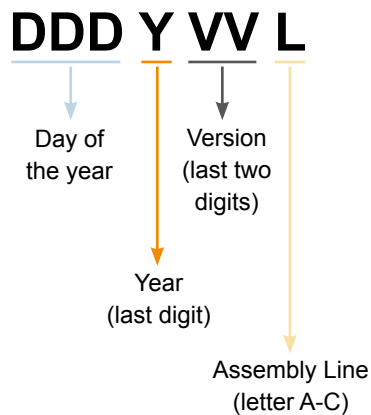 DDD Y VV L
Day of
the year
Version
(last two
digits)
Year
(last digit)
Assembly Line
(letter A-C)